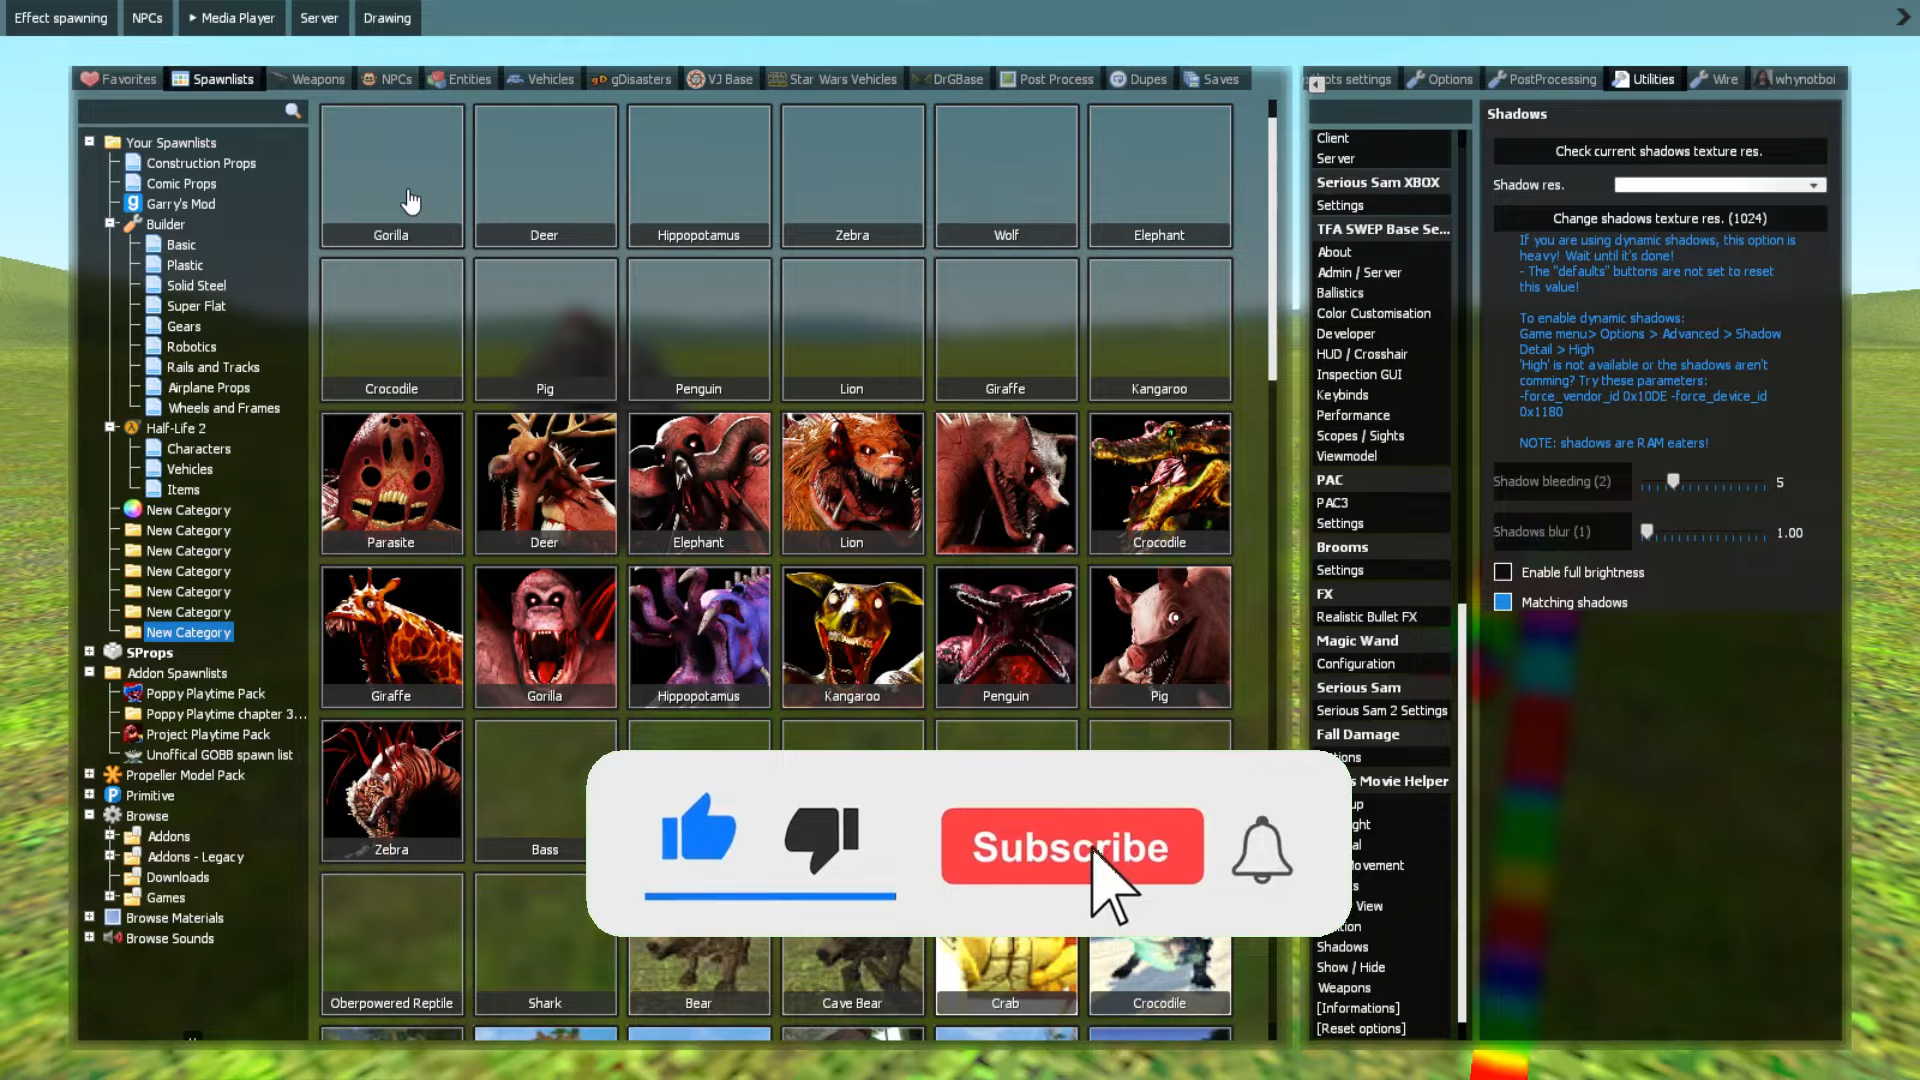 Effect spawning
NPCs
Media Player
Server
Drawing
Favorites
Spawnlists
Weapons
NPCs
Entities
Vehicles
gDisasters
VJ Base
Star Wars Vehicles
DrGBase
Post Process
Dupes
Saves
settings
Options
PostProcessing
Utilities
Wire
whynotboi
Your Spawnlists
Construction Props
Comic Props
Garry's Mod
Builder
Basic
Plastic
Solid Steel
Super Flat
Gears
Robotics
Rails and Tracks
Airplane Props
Wheels and Frames
Half-Life 2
Characters
Vehicles
Items
New Category
New Category
New Category
New Category
New Category
New Category
New Category
SProps
Addon Spawnlists
Poppy Playtime Pack
Poppy Playtime chapter 3...
Project Playtime Pack
Unoffical GOBB spawn list
Propeller Model Pack
Primitive
Browse
Addons
Addons - Legacy
Downloads
Games
Browse Materials
Browse Sounds
Gorilla
Deer
Hippopotamus
Zebra
Wolf
Elephant
Crocodile
Pig
Penguin
Lion
Giraffe
Kangaroo
Parasite
Deer
Elephant
Lion
Crocodile
Giraffe
Gorilla
Hippopotamus
Kangaroo
Penguin
Pig
Zebra
Bass
Oberpowered Reptile
Shark
Bear
Cave Bear
Crab
Crocodile
Subscribe
Client
Server
Serious Sam XBOX
Settings
TFA SWEP Base Se...
About
Admin / Server
Ballistics
Color Customisation
Developer
HUD / Crosshair
Inspection GUI
Keybinds
Performance
Scopes / Sights
Viewmodel
PAC
PAC3
Settings
Brooms
Settings
FX
Realistic Bullet FX
Magic Wand
Configuration
Serious Sam
Serious Sam 2 Settings
Fall Damage
Movie Helper
View
Shadows
Show / Hide
Weapons
[Informations]
[Reset options]
Shadows
Check current shadows texture res.
Shadow res.
Change shadows texture res. (1024)
If you are using dynamic shadows, this option is
heavy! Wait until it's done!
- The "defaults" buttons are not set to reset
this value!
To enable dynamic shadows:
Game menu> Options > Advanced > Shadow
Detail > High
'High' is not available or the shadows aren't
comming? Try these parameters:
-force_vendor_id 0x10DE -force_device_id
0x1180
NOTE: shadows are RAM eaters!
Shadow bleeding (2)
5
Shadows blur (1)
1.00
Enable full brightness
Matching shadows